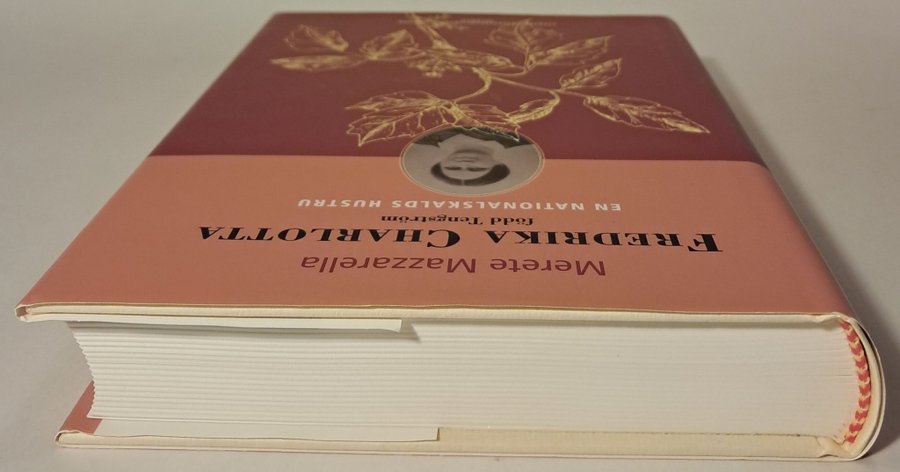 Merete Mazzarella
FREDRIKA CHARLOTTA
född Tengström
EN NATIONALSKALDS HUSTRU